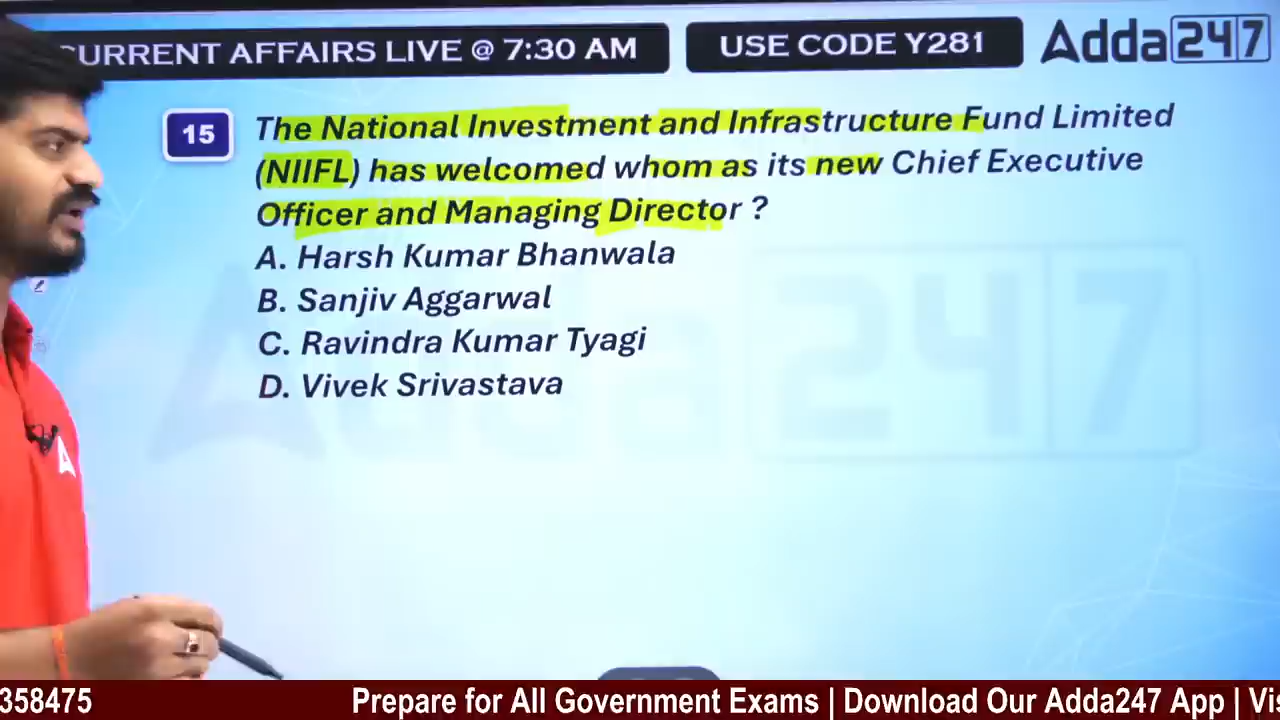 CURRENT AFFAIRS LIVE @ 7:30 AM
USE CODE Y281
Adda247
15
The National Investment and Infrastructure Fund Limited
(NIIFL) has welcomed whom as its new Chief Executive
Officer and Managing Director ?
A. Harsh Kumar Bhanwala
B. Sanjiv Aggarwal
C. Ravindra Kumar Tyagi
D. Vivek Srivastava
Adda247
358475 Prepare for All Government Exams | Download Our Adda247 App |